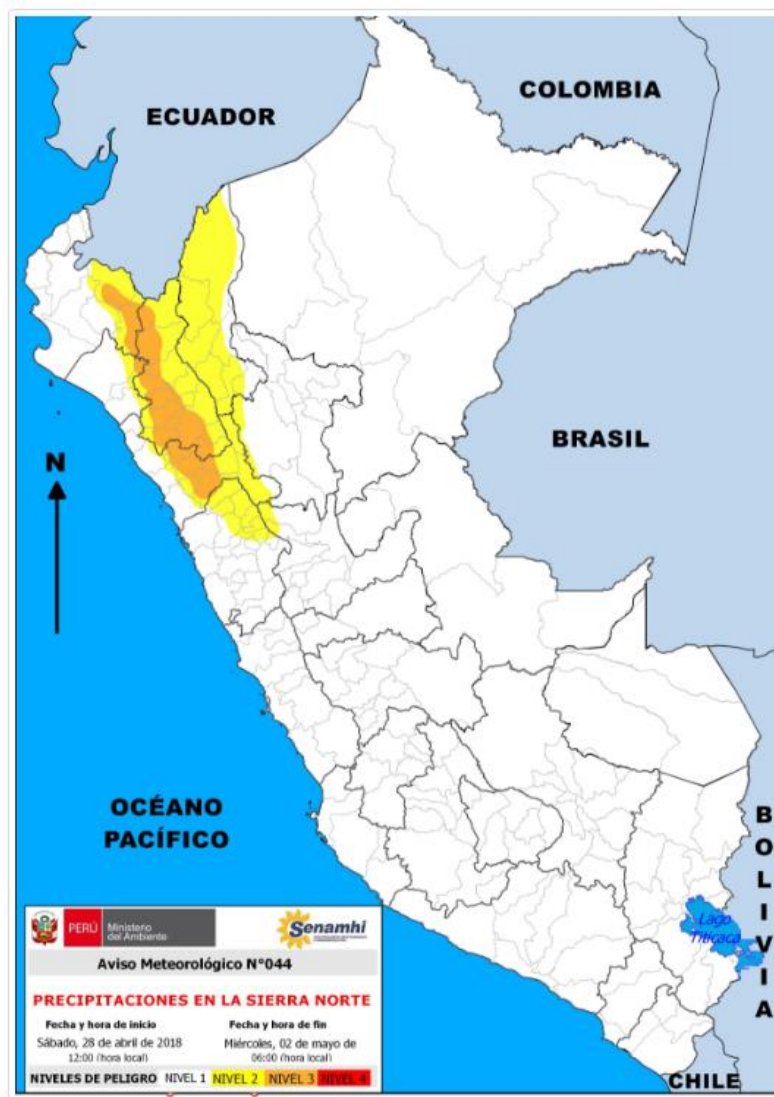 COLOMBIA
ECUADOR
BRASIL
N
OCÉANO
PACÍFICO
BOLIVIA
Lago
Titicaca
PERÚ Ministerio
del Ambiente
Senamhi
Aviso Meteorológico N°044
PRECIPITACIONES EN LA SIERRA NORTE
Fecha y hora de inicio Fecha y hora de fin
Sábado, 28 de abril de 2018 Miércoles, 02 de mayo de
12:00 (hora local) 06:00 (hora local)
NIVELES DE PELIGRO NIVEL 1 NIVEL 2 NIVEL 3 NIVEL 4
CHILE